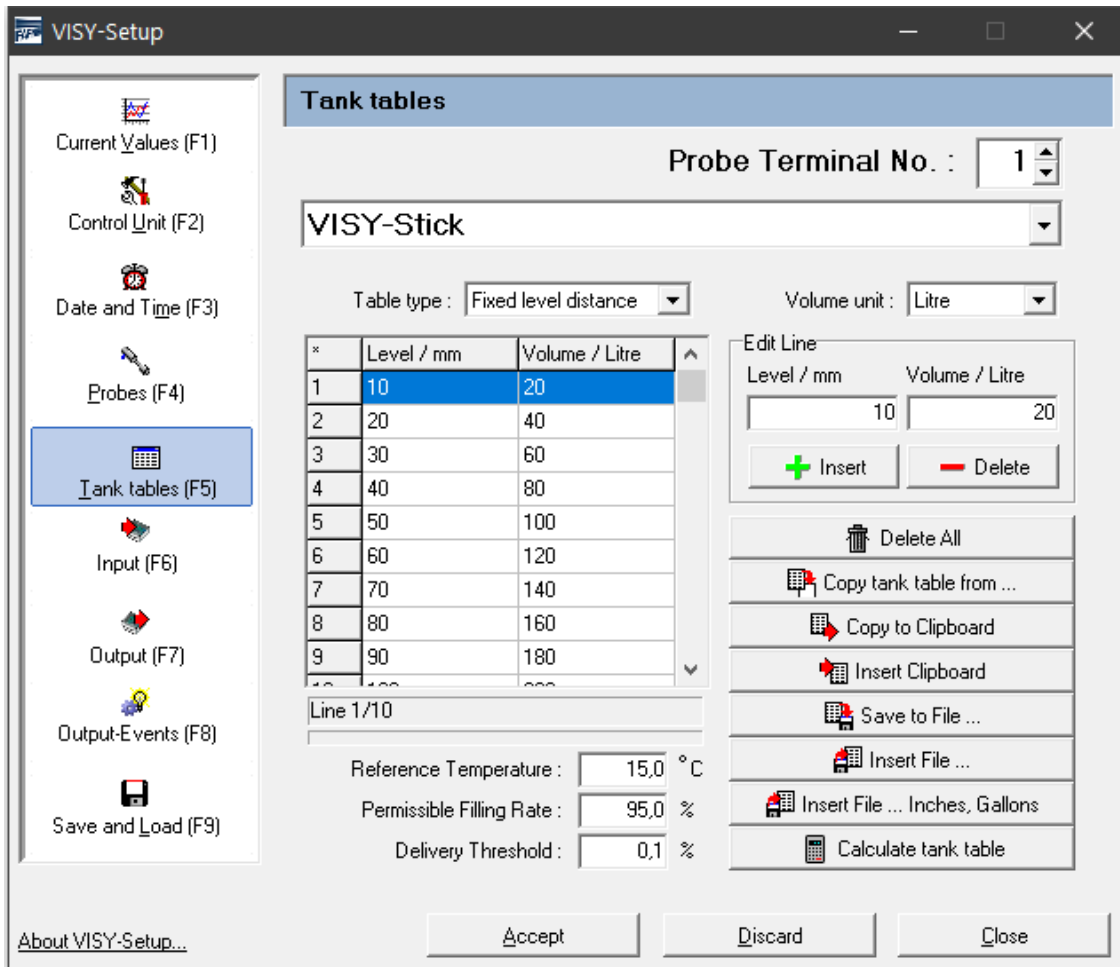 VISY-Setup
Current Values (F1)
Control Unit (F2)
Date and Time (F3)
Probes (F4)
Tank tables (F5)
Input (F6)
Output (F7)
Output-Events (F8)
Save and Load (F9)
About VISY-Setup...
Tank tables
Probe Terminal No. : 1
VISY-Stick
Table type : Fixed level distance
Volume unit : Litre
* Level / mm Volume / Litre
1 10 20
2 20 40
3 30 60
4 40 80
5 50 100
6 60 120
7 70 140
8 80 160
9 90 180
Line 1/10
Reference Temperature : 15,0 °C
Permissible Filling Rate : 95,0 %
Delivery Threshold : 0,1 %
Edit Line
Level / mm Volume / Litre
10 20
Insert Delete
Delete All
Copy tank table from ...
Copy to Clipboard
Insert Clipboard
Save to File ...
Insert File ...
Insert File ... Inches, Gallons
Calculate tank table
Accept Discard Close